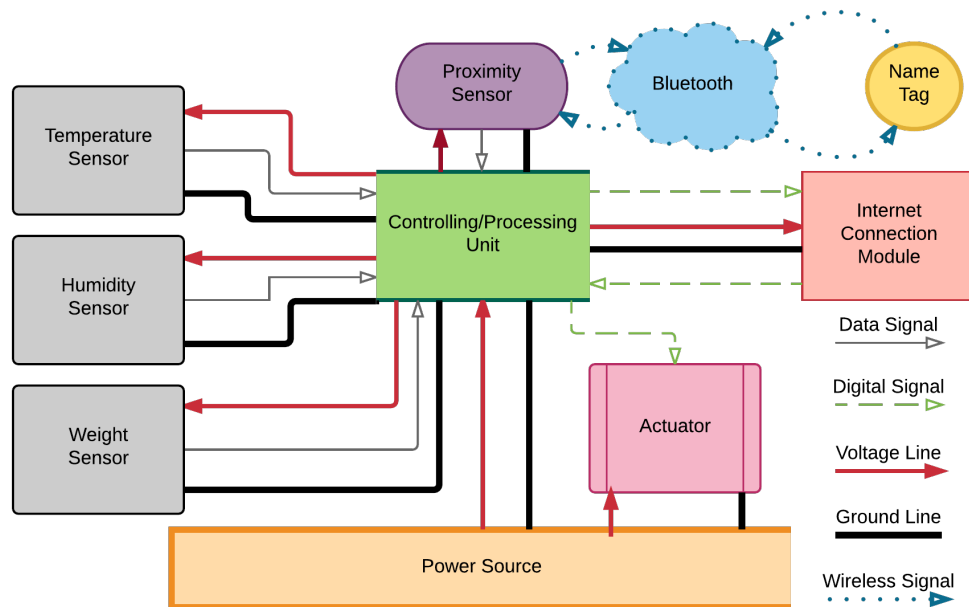 Proximity
Sensor
Bluetooth
Name
Tag
Temperature
Sensor
Controlling/Processing
Unit
Internet
Connection
Module
Humidity
Sensor
Data Signal
Digital Signal
Weight
Sensor
Actuator
Voltage Line
Ground Line
Power Source
Wireless Signal